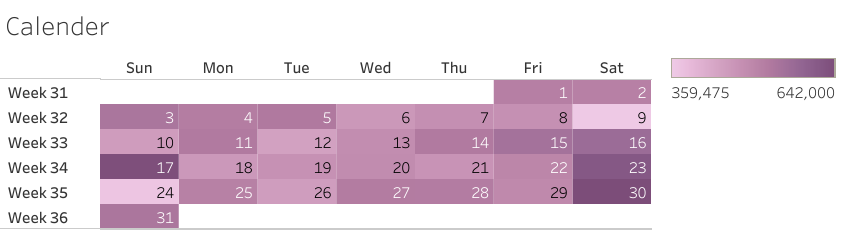 Calender
Sun Mon Tue Wed Thu Fri Sat
359,475 642,000
Week 31 1 2
Week 32 3 4 5 6 7 8 9
Week 33 10 11 12 13 14 15 16
Week 34 17 18 19 20 21 22 23
Week 35 24 25 26 27 28 29 30
Week 36 31